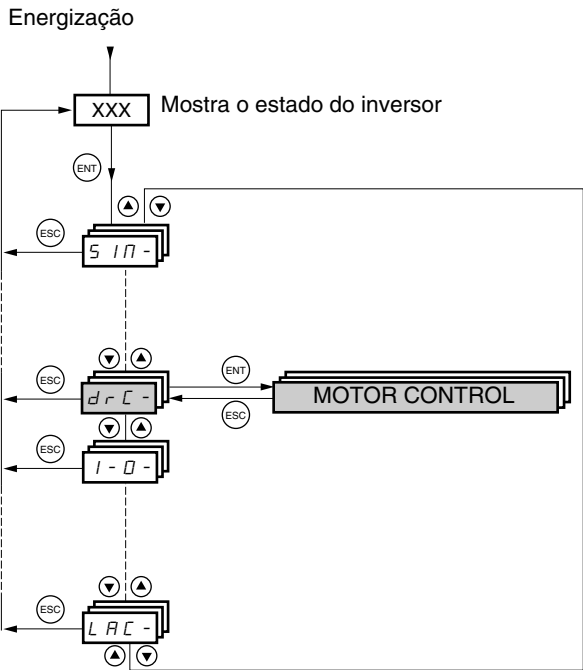 Energização
XXX Mostra o estado do inversor
ENT
ESC
SIM-
ESC
drC-
ENT
MOTOR CONTROL
ESC
ESC
I-O-
ESC
LAC-